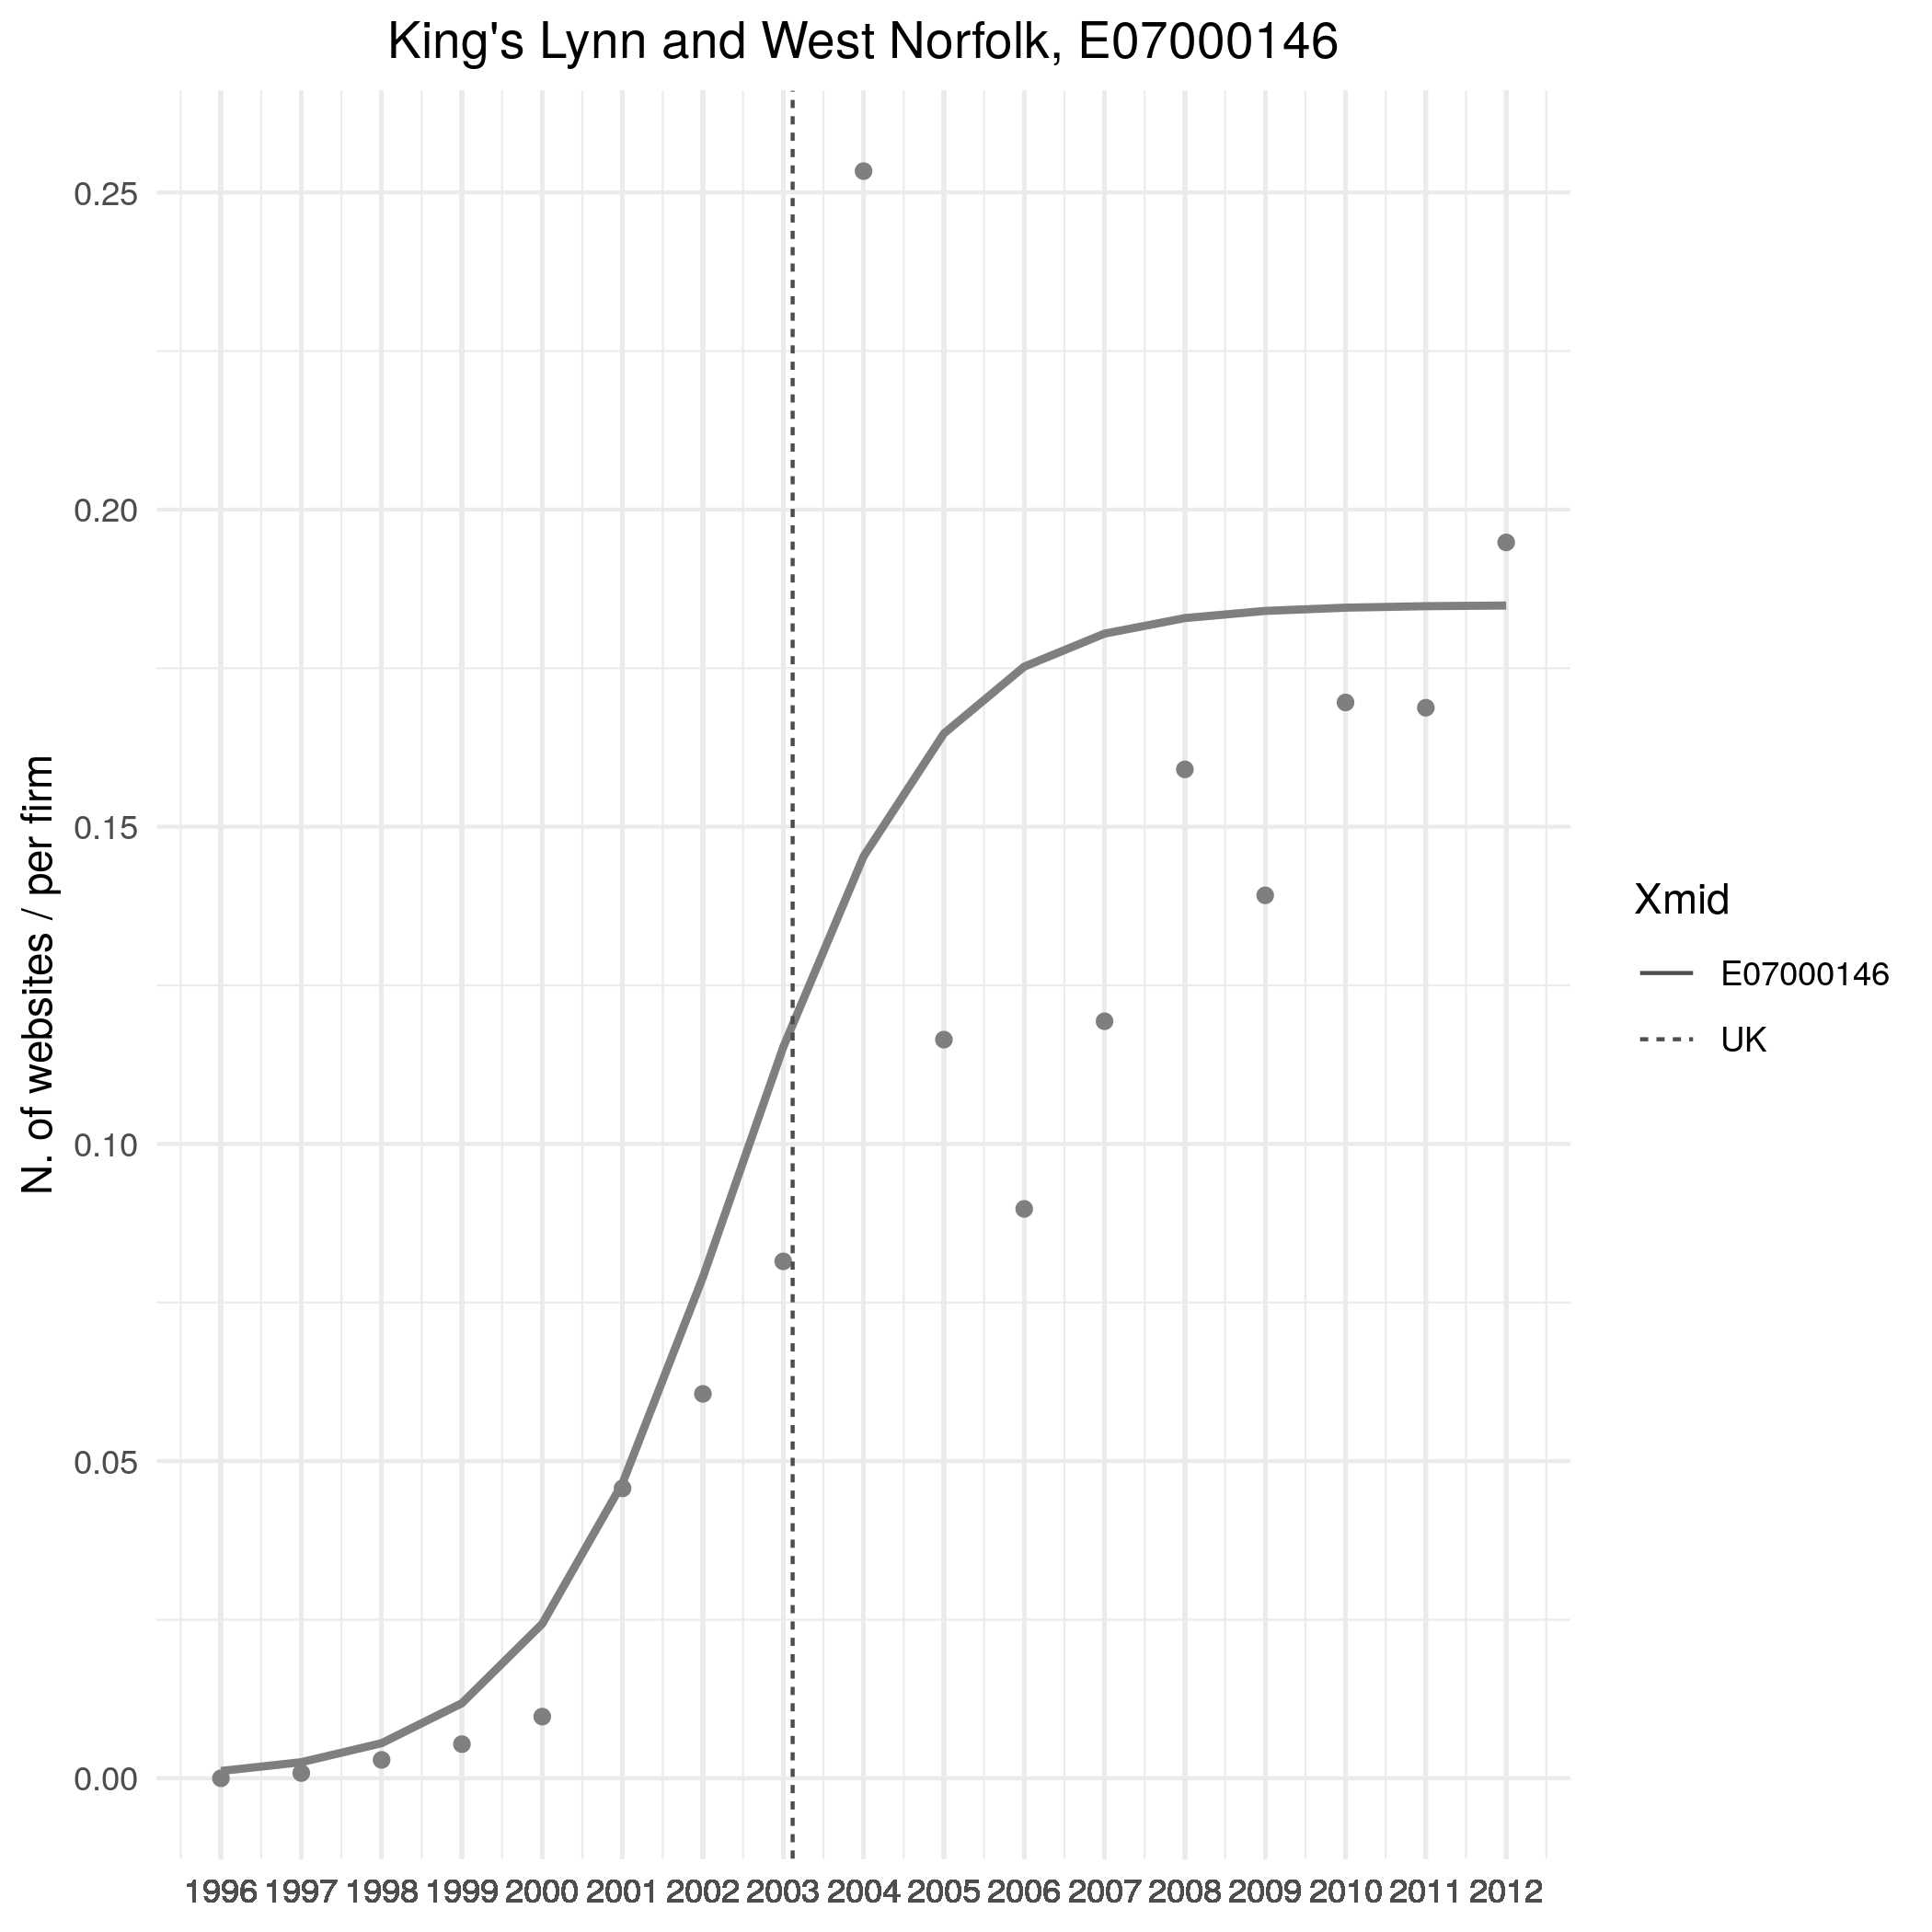 King's Lynn and West Norfolk, E07000146
N. of websites / per firm
0.25
0.20
0.15
0.10
0.05
0.00
1996 1997 1998 1999 2000 2001 2002 2003 2004 2005 2006 2007 2008 2009 2010 2011 2012
Xmid
E07000146
UK